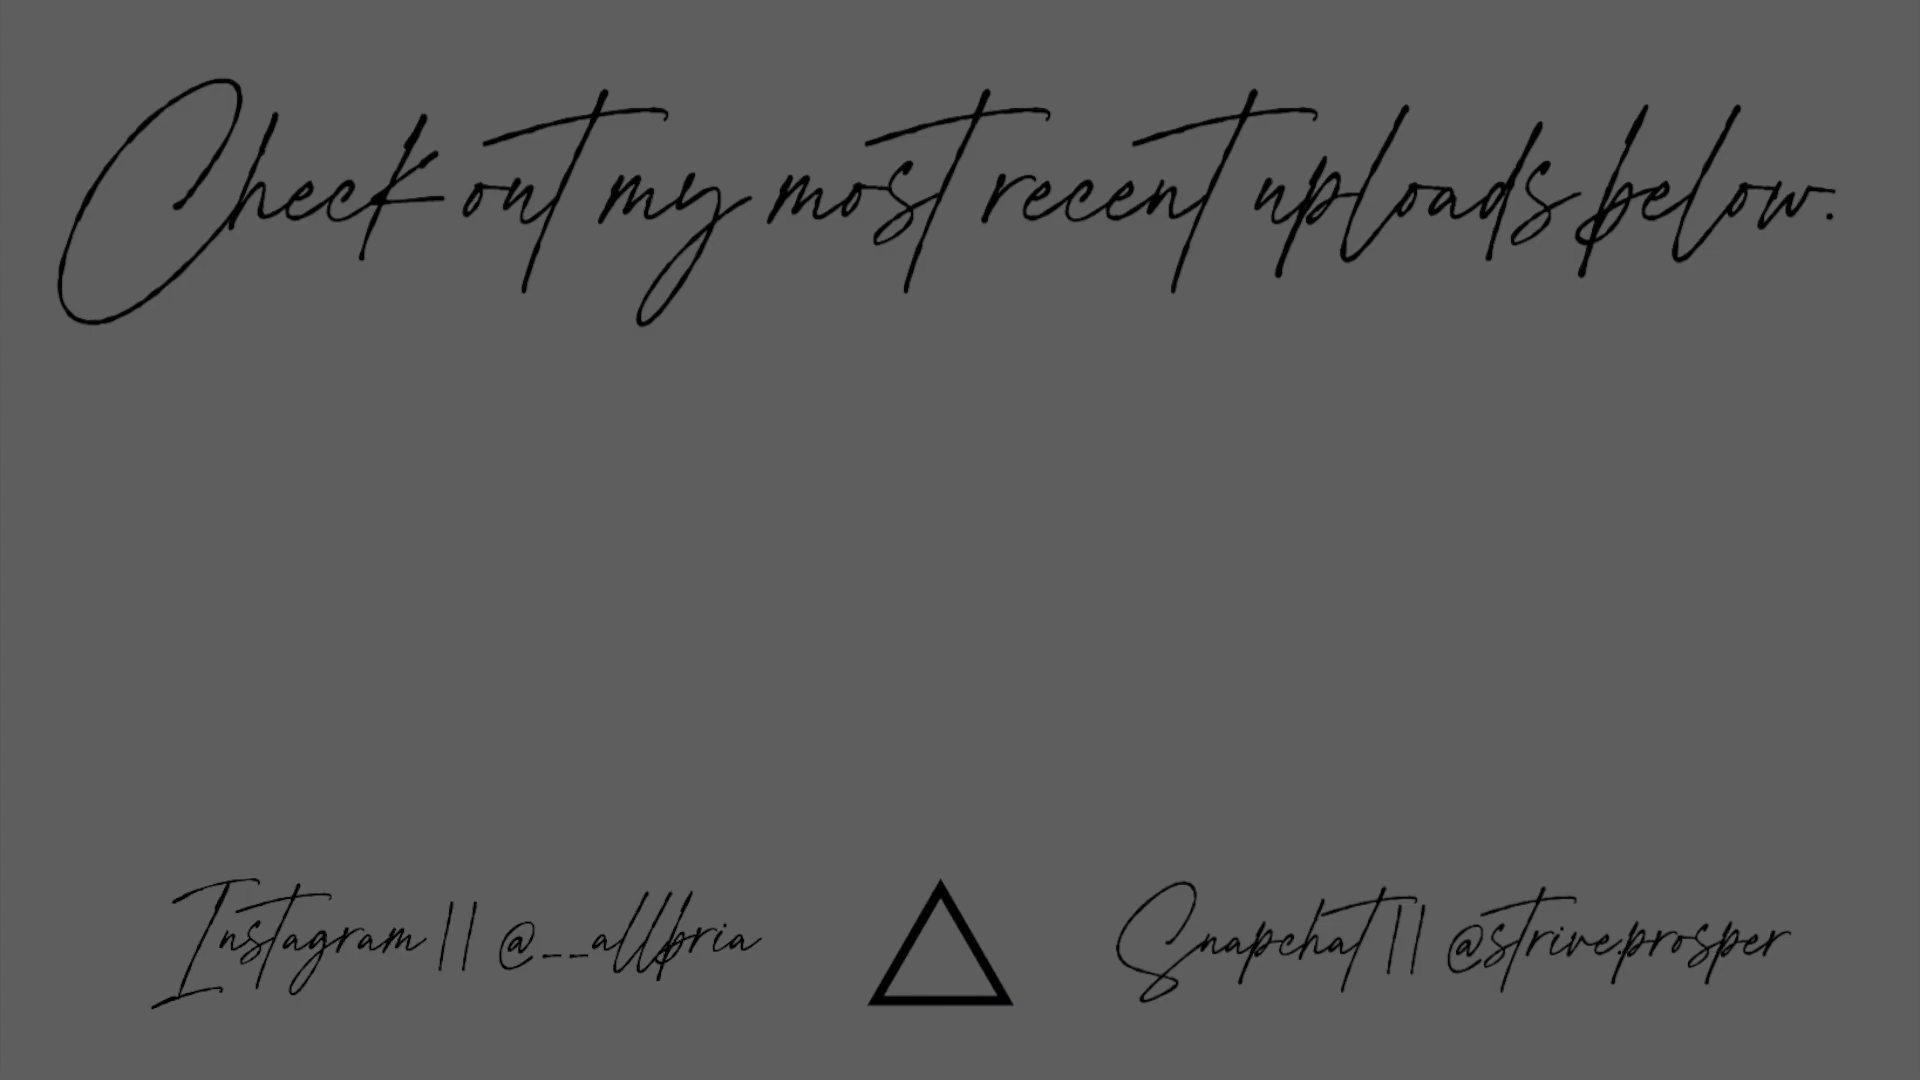 Check out my most recent uploads below.
Instagram || @__allbria
Snapchat || @strive.prosper